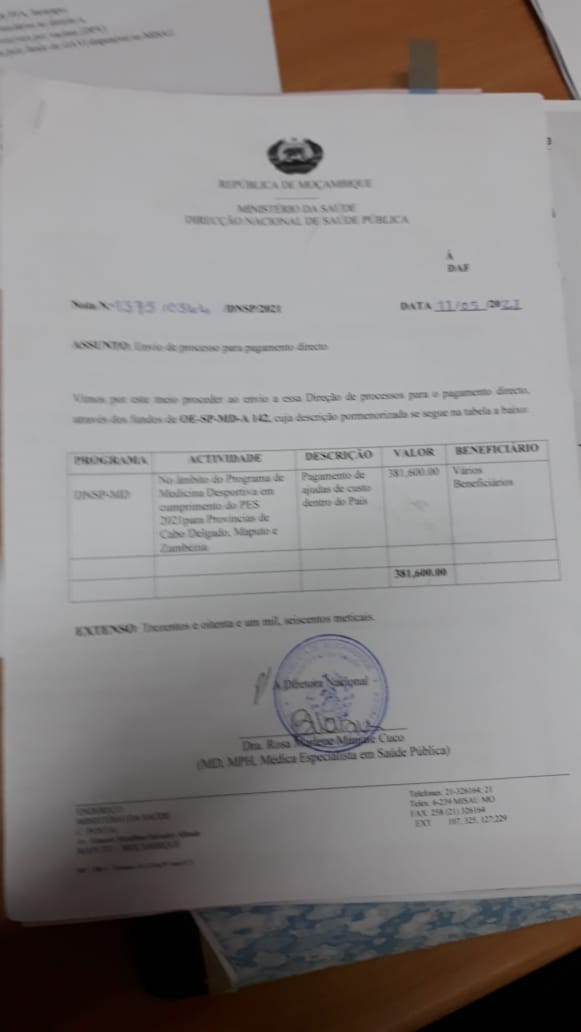 REPÚBLICA DE MOÇAMBIQUE
MINISTÉRIO DA SAÚDE
DIRECÇÃO NACIONAL DE SAÚDE PÚBLICA
À
DAF
Nota.Nº 1375 /DNSP/2021
DATA 11/05/2021
ASSUNTO: Envio de processo para pagamento directo
Vimos por este meio proceder ao envio a essa Direção de processos para o pagamento directo,
através dos fundos de OE-SP-MD-A 142, cuja descrição pormenorizada se segue na tabela a baixo:
PROGRAMA ACTIVIDADE DESCRIÇÃO VALOR BENEFICIÁRIO
DNSP-MD
No âmbito do Programa de
Medicina Desportiva em
cumprimento do PES
2021para Províncias de
Cabo Delgado, Maputo e
Zambézia
Pagamento de
ajudas de custo
dentro do País
381,600.00
Vários
Beneficiários
381,600.00
EXTENSO: Trezentos e oitenta e um mil, seiscentos meticais.
A Diretora Nacional
Dra. Rosa Marlene Cuco
(MD, MPH, Médica Especialista em Saúde Pública)
ENDEREÇO:
MINISTÉRIO DA SAÚDE
C. POSTAL
MAPUTO - MOÇAMBIQUE
Telefones: 21-326164; 21
Telex: 6-239 MISAU MO
FAX: 258 (21) 326164
EXT 107, 325, 127,229